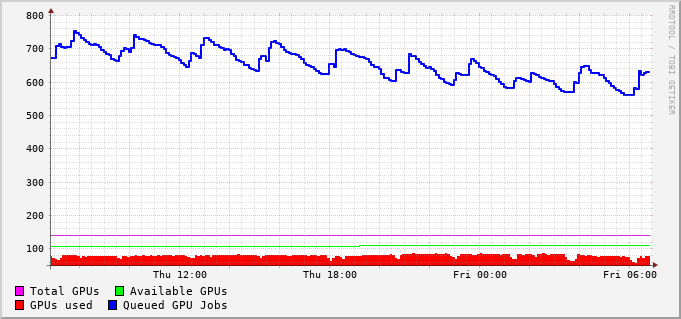 800
700
600
500
400
300
200
100
Thu 12:00 Thu 18:00 Fri 00:00 Fri 06:00
Total GPUs Available GPUs
GPUs used Queued GPU Jobs
RRDTOOL / TOBI OETIKER